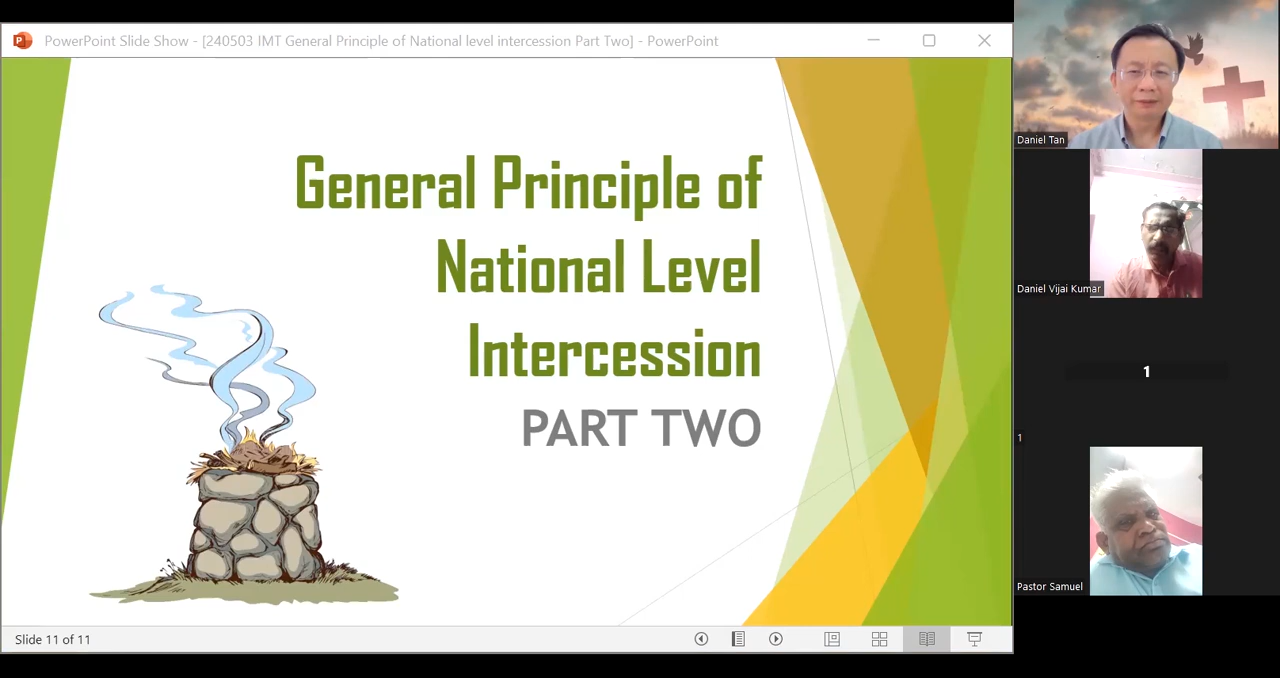 PowerPoint Slide Show - [240503 IMT General Principle of National level intercession Part Two] - PowerPoint
General Principle of
National Level
Intercession
PART TWO
Slide 11 of 11
Daniel Tan
Daniel Vijai Kumar
1
1
Pastor Samuel